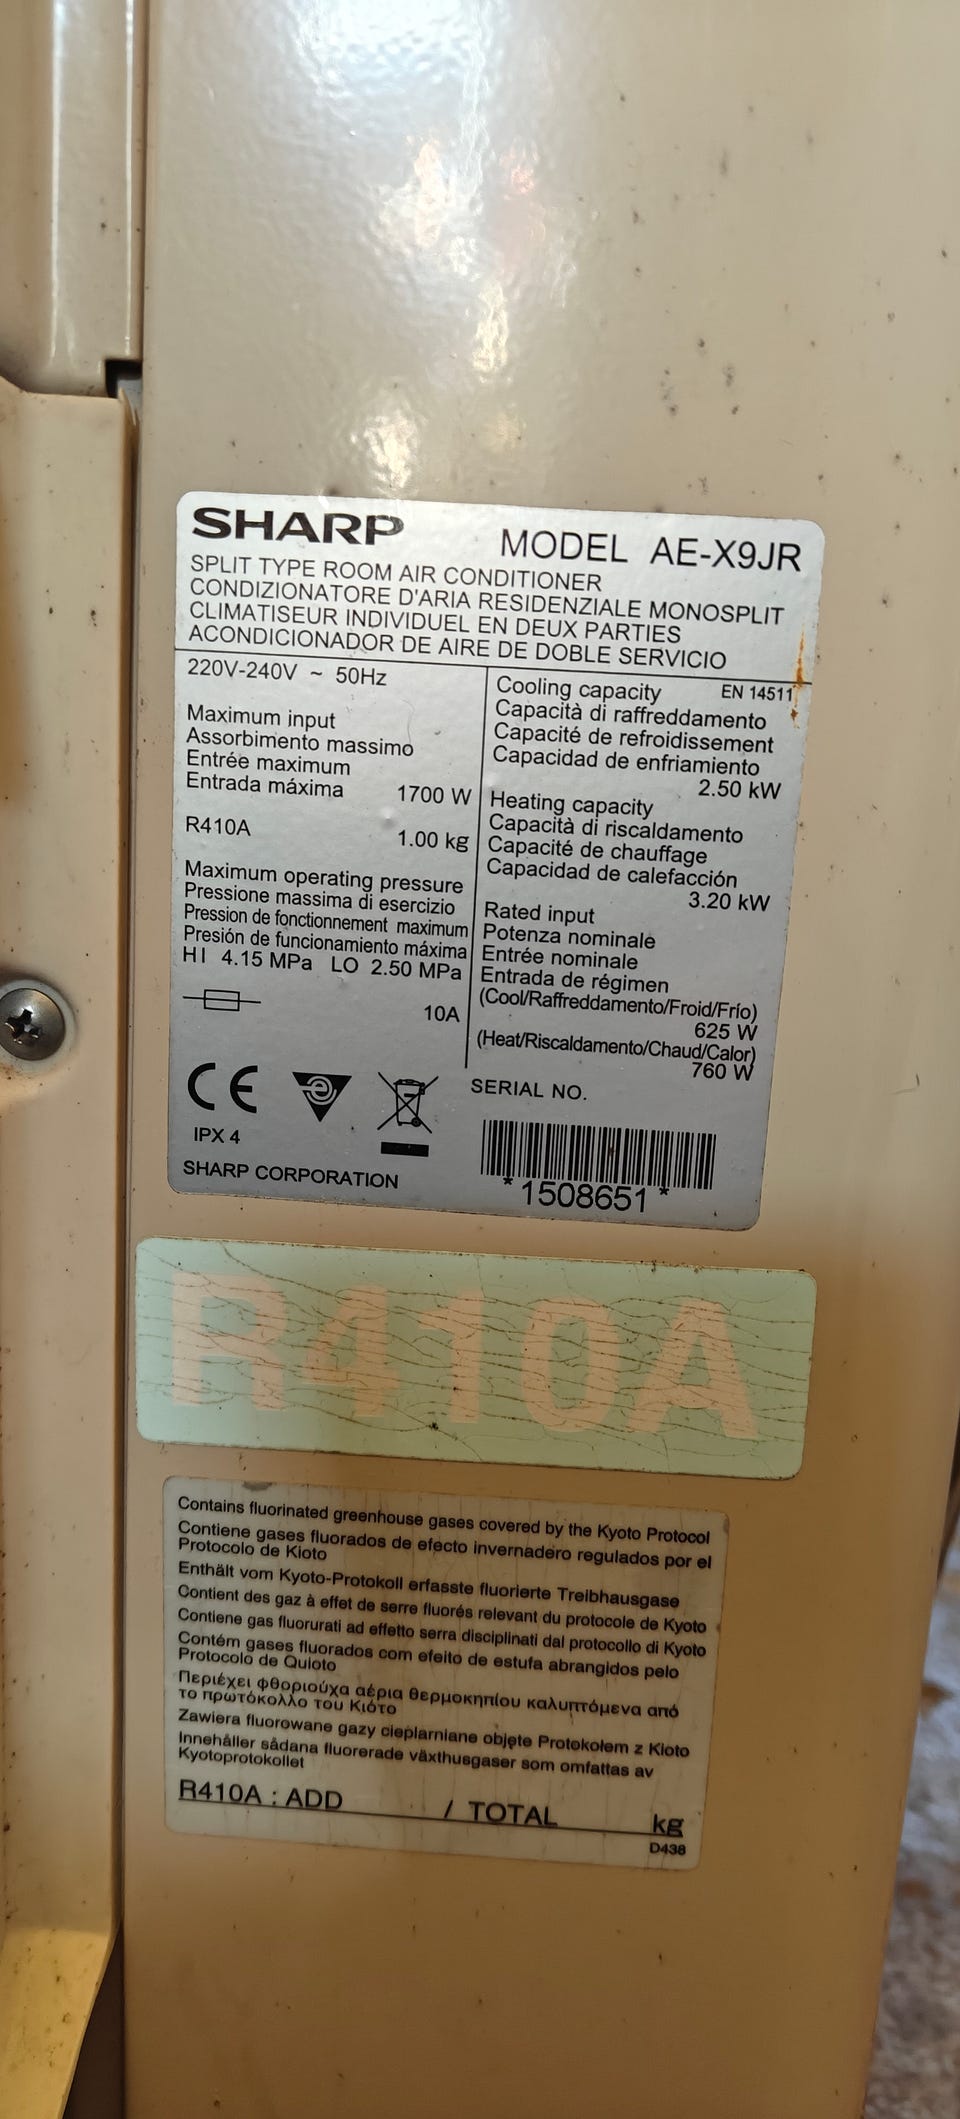 SHARP MODEL AE-X9JR
SPLIT TYPE ROOM AIR CONDITIONER
CONDIZIONATORE D'ARIA RESIDENZIALE MONOSPLIT
CLIMATISEUR INDIVIDUEL EN DEUX PARTIES
ACONDICIONADOR DE AIRE DE DOBLE SERVICIO
220V-240V ~ 50Hz
Maximum input
Assorbimento massimo
Entrée maximum
Entrada máxima 1700 W
R410A 1.00 kg
Maximum operating pressure
Pressione massima di esercizio
Pression de fonctionnement maximum
Presión de funcionamiento máxima
HI 4.15 MPa LO 2.50 MPa
10A
Cooling capacity EN 14511
Capacità di raffreddamento
Capacité de refroidissement
Capacidad de enfriamiento
2.50 kW
Heating capacity
Capacità di riscaldamento
Capacité de chauffage
Capacidad de calefacción
3.20 kW
Rated input
Potenza nominale
Entrée nominale
Entrada de régimen
(Cool/Raffreddamento/Froid/Frío)
625 W
(Heat/Riscaldamento/Chaud/Calor)
760 W
CE
IPX 4
SHARP CORPORATION
SERIAL NO.
*1508651*
R410A
Contains fluorinated greenhouse gases covered by the Kyoto Protocol
Contiene gases fluorados de efecto invernadero regulados por el
Protocolo de Kioto
Enthält vom Kyoto-Protokoll erfasste fluorierte Treibhausgase
Contient des gaz à effet de serre fluorés relevant du protocole de Kyoto
Contiene gas fluorurati ad effetto serra disciplinati dal protocollo di Kyoto
Contém gases fluorados com efeito de estufa abrangidos pelo
Protocolo de Quioto
Περιέχει φθοριούχα αέρια θερμοκηπίου καλυπτόμενα από
το πρωτόκολλο του Κιότο
Zawiera fluorowane gazy cieplarniane objęte Protokołem z Kioto
Innehåller sådana fluorerade växthusgaser som omfattas av
Kyotoprotokollet
R410A : ADD / TOTAL kg
D438